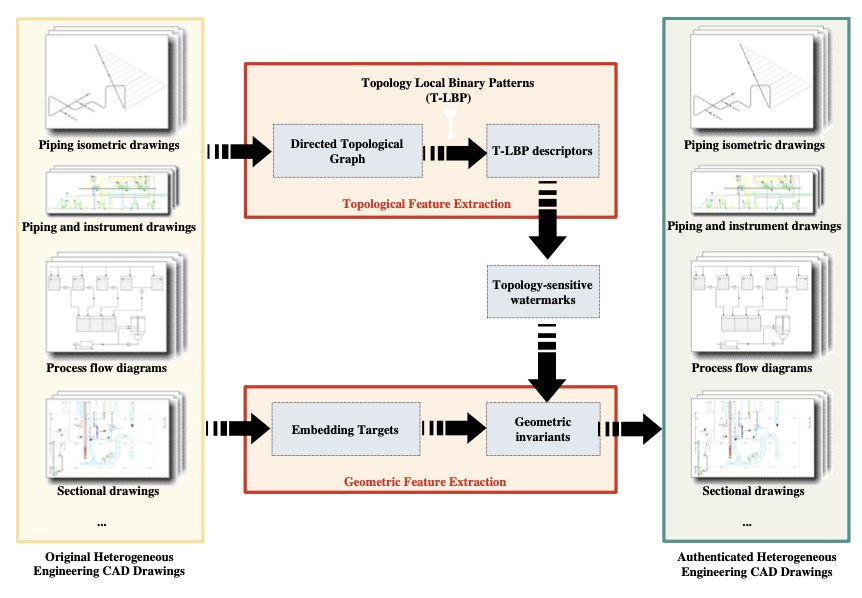 Piping isometric drawings
Piping and instrument drawings
Process flow diagrams
Sectional drawings
...
Original Heterogeneous
Engineering CAD Drawings
Topology Local Binary Patterns
(T-LBP)
Directed Topological
Graph
T-LBP descriptors
Topological Feature Extraction
Topology-sensitive
watermarks
Embedding Targets
Geometric
invariants
Geometric Feature Extraction
Piping isometric drawings
Piping and instrument drawings
Process flow diagrams
Sectional drawings
...
Authenticated Heterogeneous
Engineering CAD Drawings